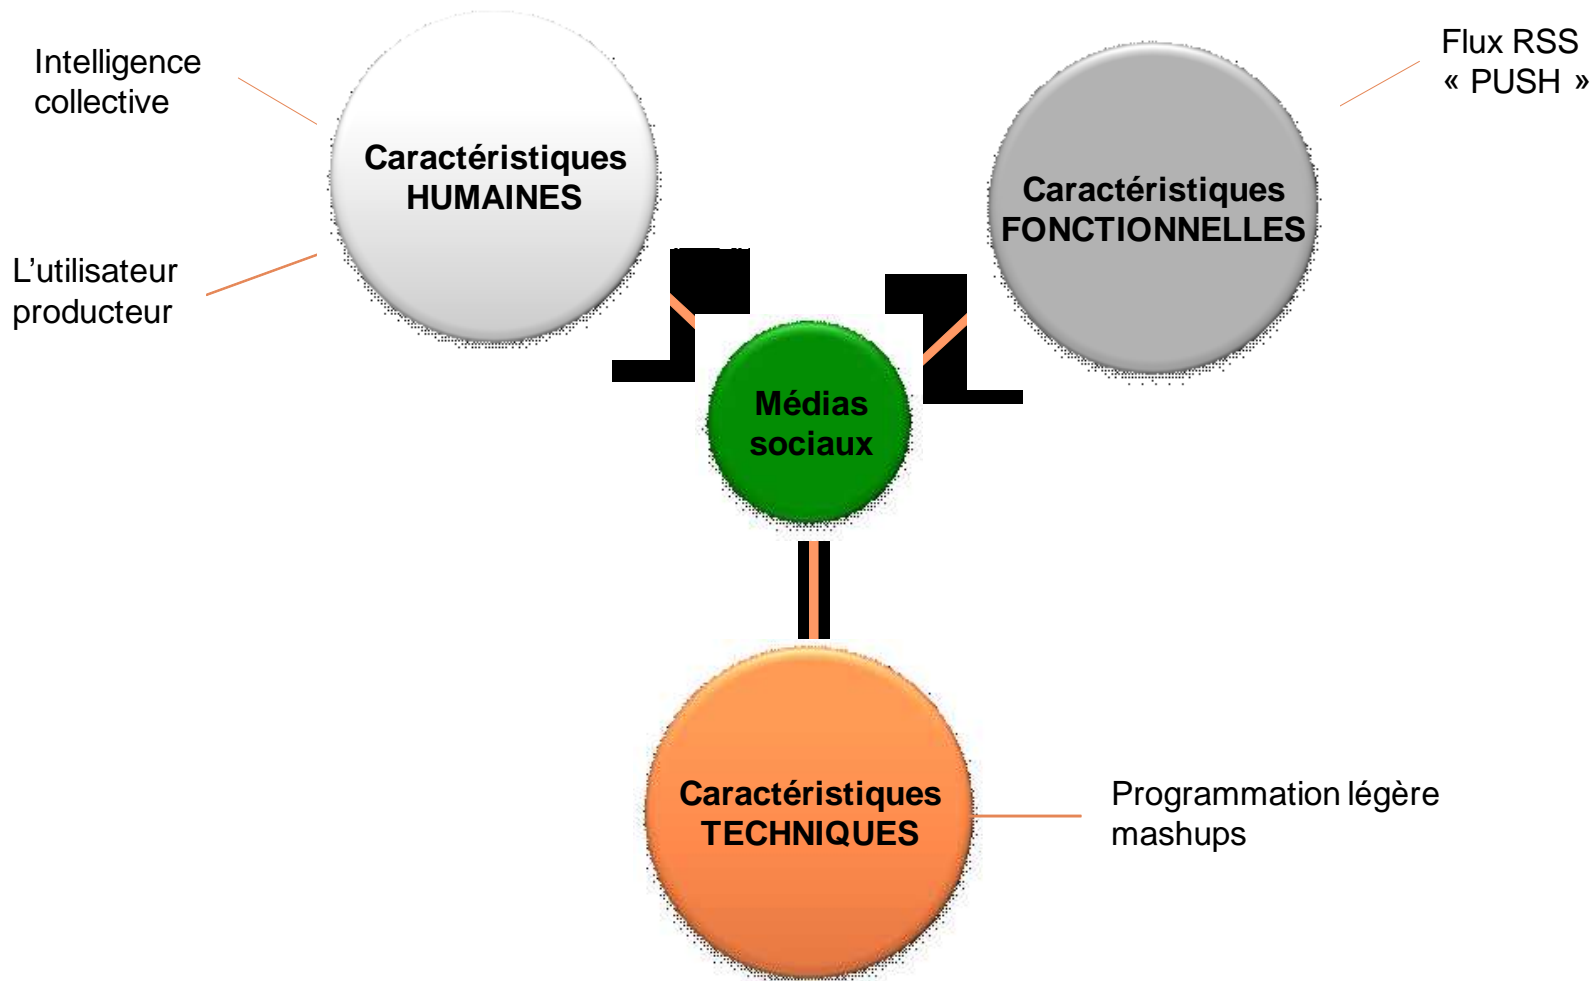 Intelligence
collective
Caractéristiques
HUMAINES
L’utilisateur
producteur
Flux RSS
« PUSH »
Caractéristiques
FONCTIONNELLES
Médias
sociaux
Caractéristiques
TECHNIQUES
Programmation légère
mashups